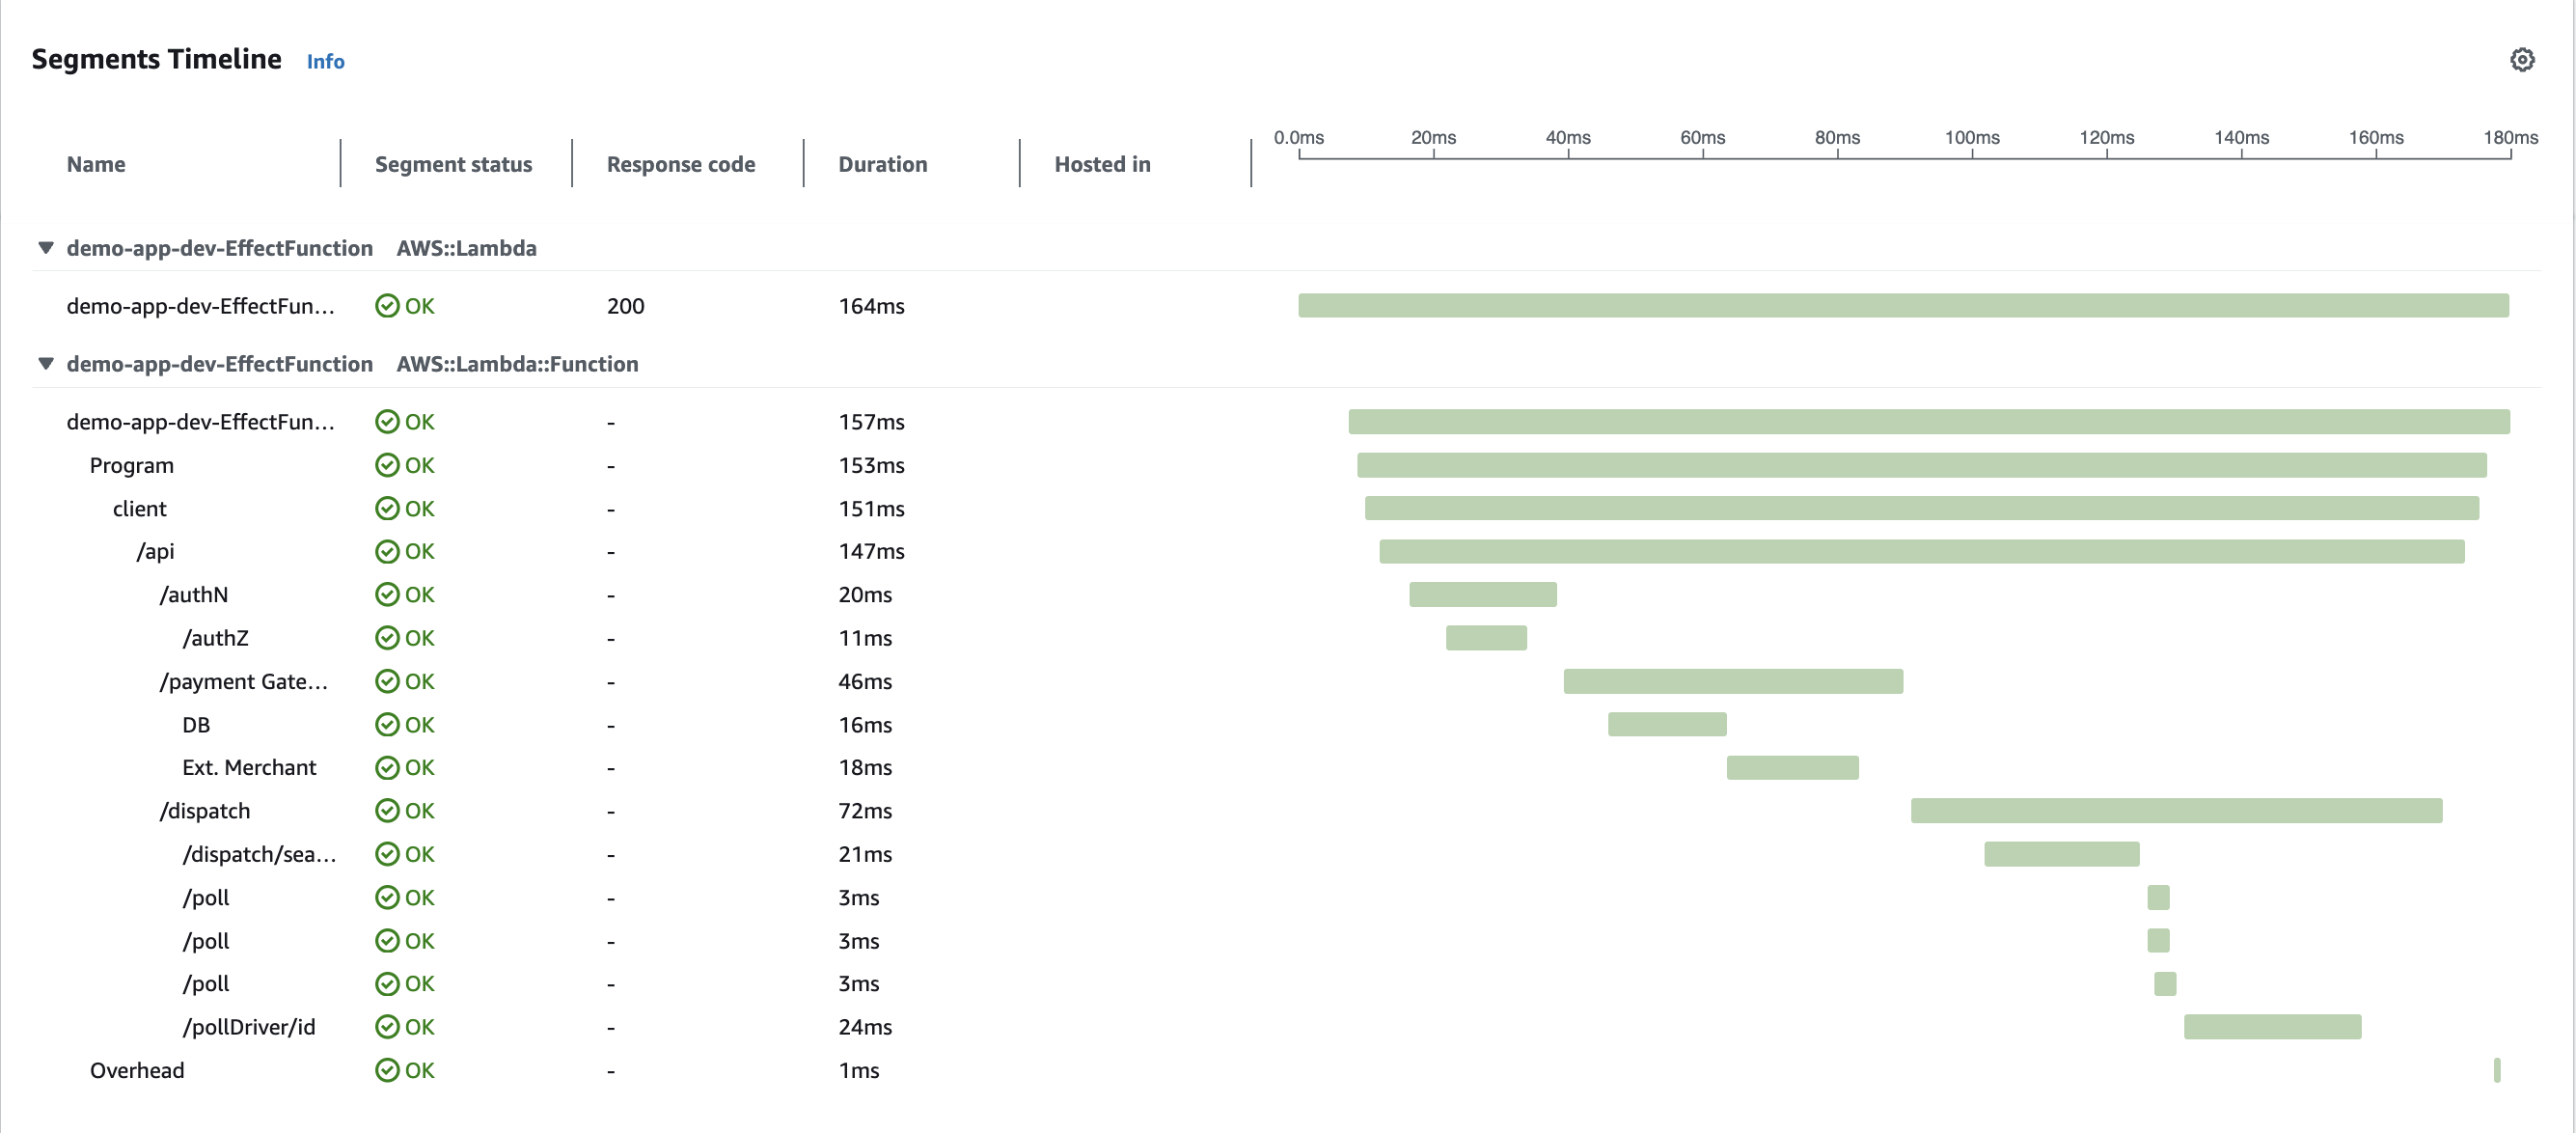 Segments Timeline Info
0.0ms 20ms 40ms 60ms 80ms 100ms 120ms 140ms 160ms 180ms
Name Segment status Response code Duration Hosted in
demo-app-dev-EffectFunction AWS::Lambda
demo-app-dev-EffectFun… OK 200 164ms
demo-app-dev-EffectFunction AWS::Lambda::Function
demo-app-dev-EffectFun… OK - 157ms
Program OK - 153ms
client OK - 151ms
/api OK - 147ms
/authN OK - 20ms
/authZ OK - 11ms
/payment Gate… OK - 46ms
DB OK - 16ms
Ext. Merchant OK - 18ms
/dispatch OK - 72ms
/dispatch/sea… OK - 21ms
/poll OK - 3ms
/poll OK - 3ms
/poll OK - 3ms
/pollDriver/id OK - 24ms
Overhead OK - 1ms